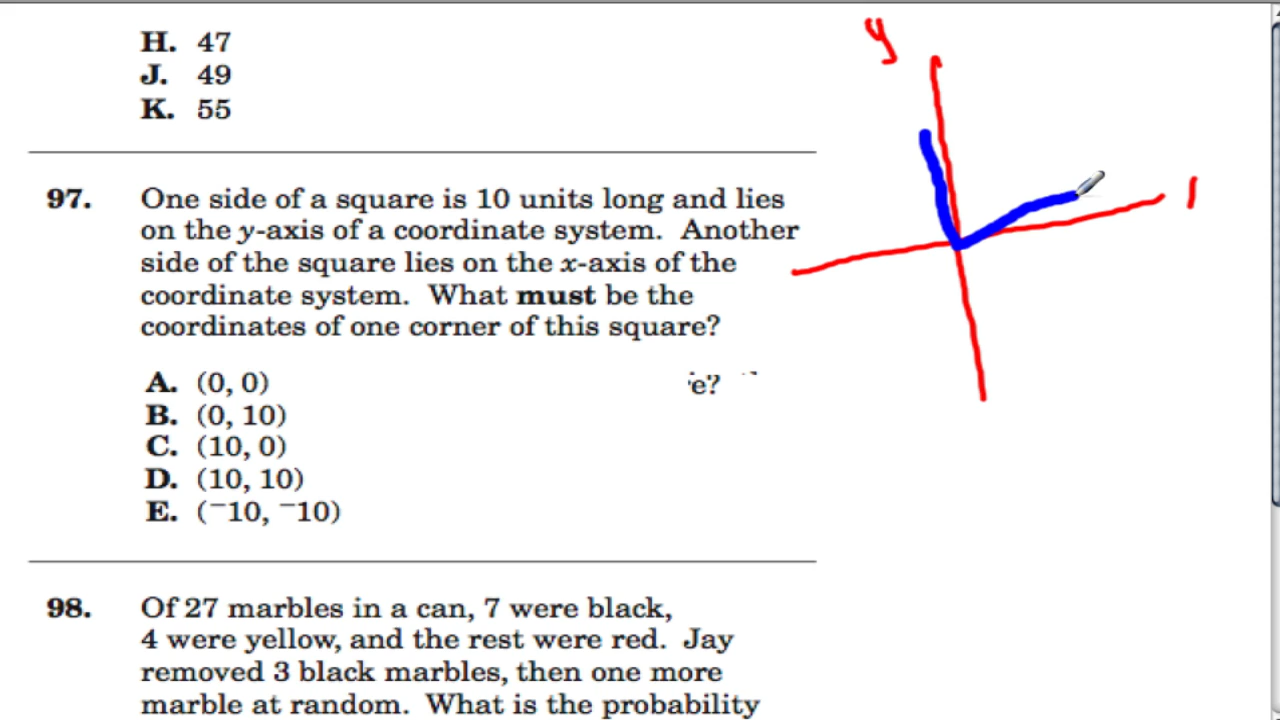 H. 47
J. 49
K. 55
97. One side of a square is 10 units long and lies
on the y-axis of a coordinate system. Another
side of the square lies on the x-axis of the
coordinate system. What must be the
coordinates of one corner of this square?
A. (0, 0)
B. (0, 10)
C. (10, 0)
D. (10, 10)
E. (⁻10, ⁻10)
e?
98. Of 27 marbles in a can, 7 were black,
4 were yellow, and the rest were red. Jay
removed 3 black marbles, then one more
marble at random. What is the probability
y